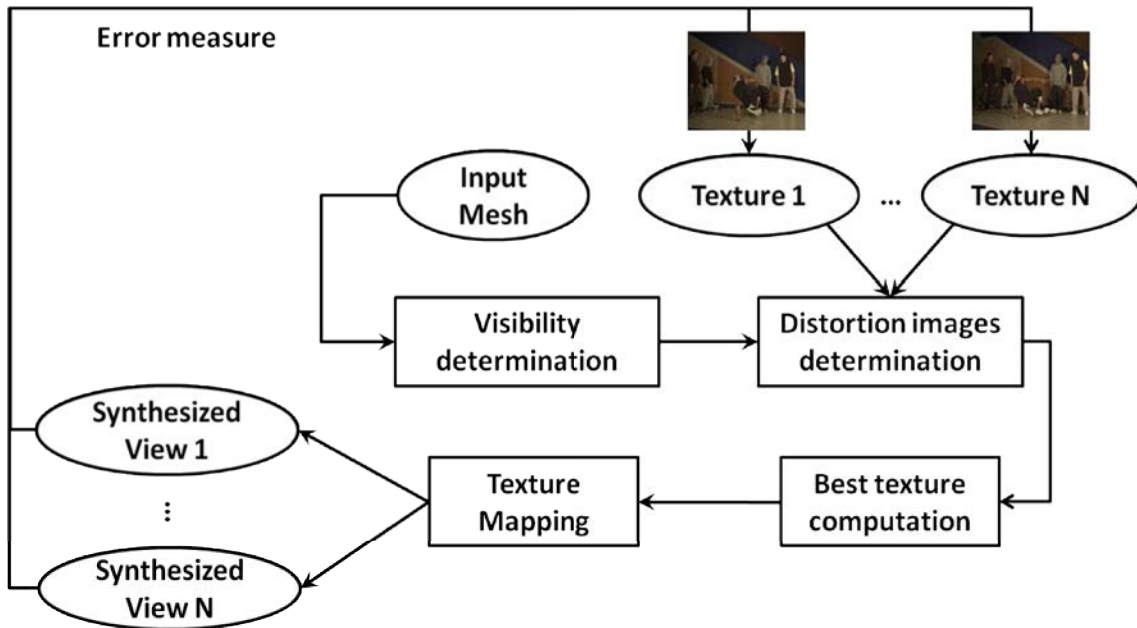 Error measure
Input
Mesh
Texture 1
...
Texture N
Visibility
determination
Distortion images
determination
Synthesized
View 1
...
Synthesized
View N
Texture
Mapping
Best texture
computation